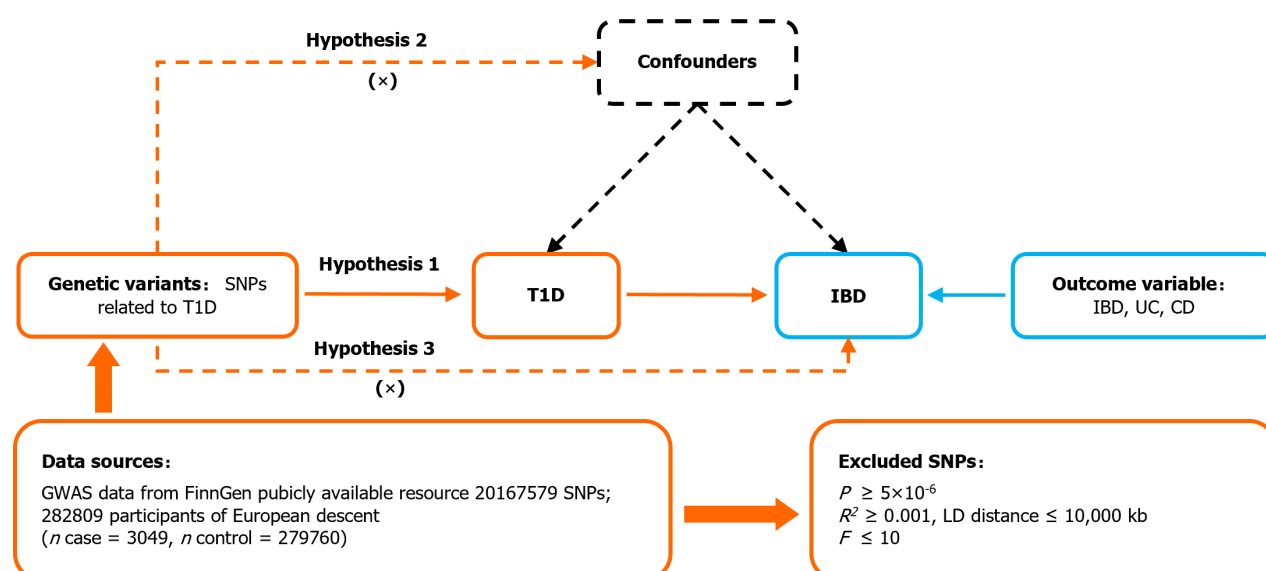 Hypothesis 2
(×)
Confounders
Genetic variants: SNPs
related to T1D
Hypothesis 1
T1D
IBD
Outcome variable:
IBD, UC, CD
Hypothesis 3
(×)
Data sources:
GWAS data from FinnGen pubicly available resource 20167579 SNPs;
282809 participants of European descent
(n case = 3049, n control = 279760)
Excluded SNPs:
P ≥ 5×10⁻⁶
R² ≥ 0.001, LD distance ≤ 10,000 kb
F ≤ 10